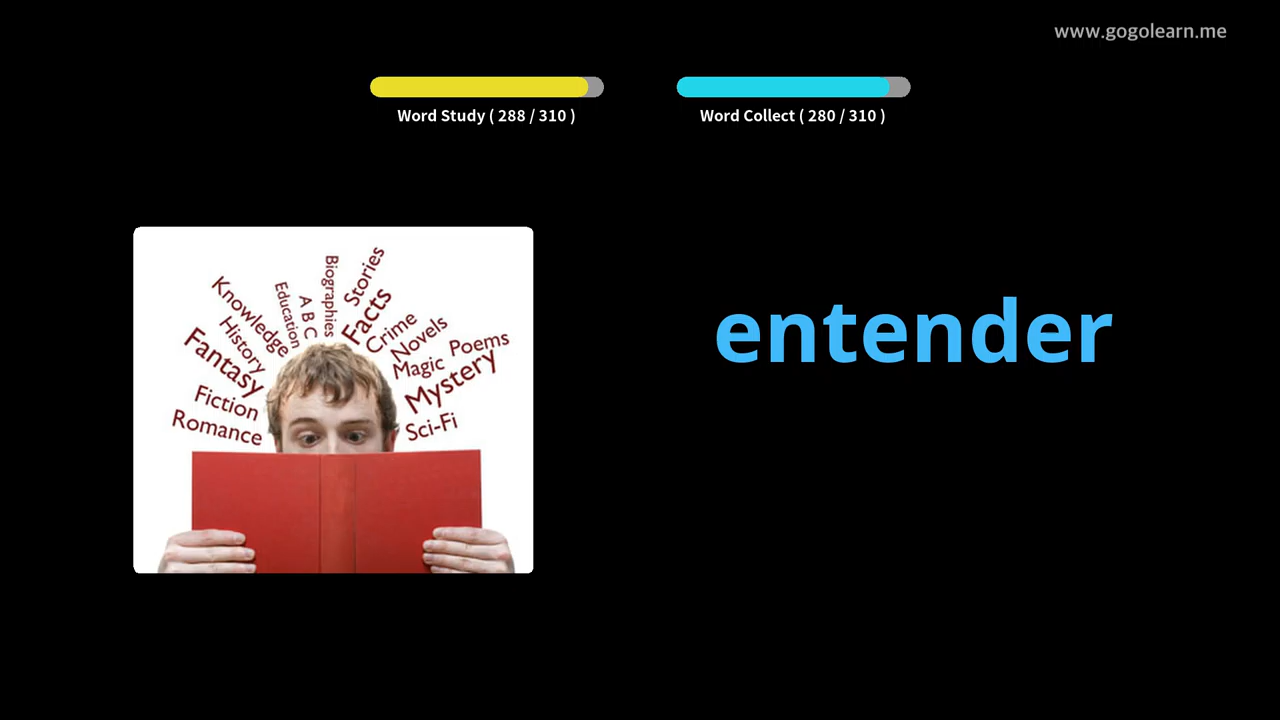 www.gogolearn.me
Word Study ( 288 / 310 )
Word Collect ( 280 / 310 )
entender
Biographies
Stories
Education
A B C
Facts
Knowledge
History
Crime
Novels
Fantasy
Magic
Poems
Mystery
Fiction
Romance
Sci-Fi